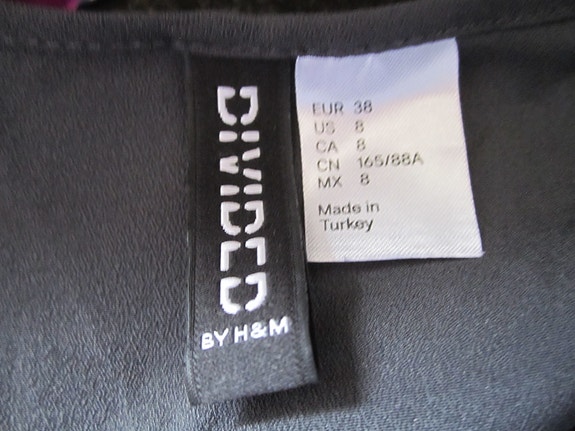 DIVIDED
BY H&M
EUR 38
US 8
CA 8
CN 165/88A
MX 8
Made in
Turkey